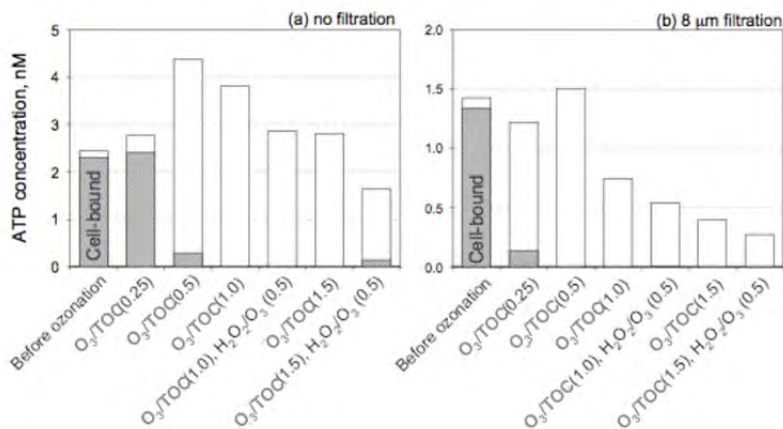 (a) no filtration
ATP concentration, nM
5
4
3
2
1
0
Cell-bound
Before ozonation
O₃/TOC(0.25)
O₃/TOC(0.5)
O₃/TOC(1.0)
O₃/TOC(1.0), H₂O₂/O₃ (0.5)
O₃/TOC(1.5)
O₃/TOC(1.5), H₂O₂/O₃ (0.5)
(b) 8 μm filtration
2.0
1.5
1.0
0.5
0.0
Cell-bound
Before ozonation
O₃/TOC(0.25)
O₃/TOC(0.5)
O₃/TOC(1.0)
O₃/TOC(1.0), H₂O₂/O₃ (0.5)
O₃/TOC(1.5)
O₃/TOC(1.5), H₂O₂/O₃ (0.5)